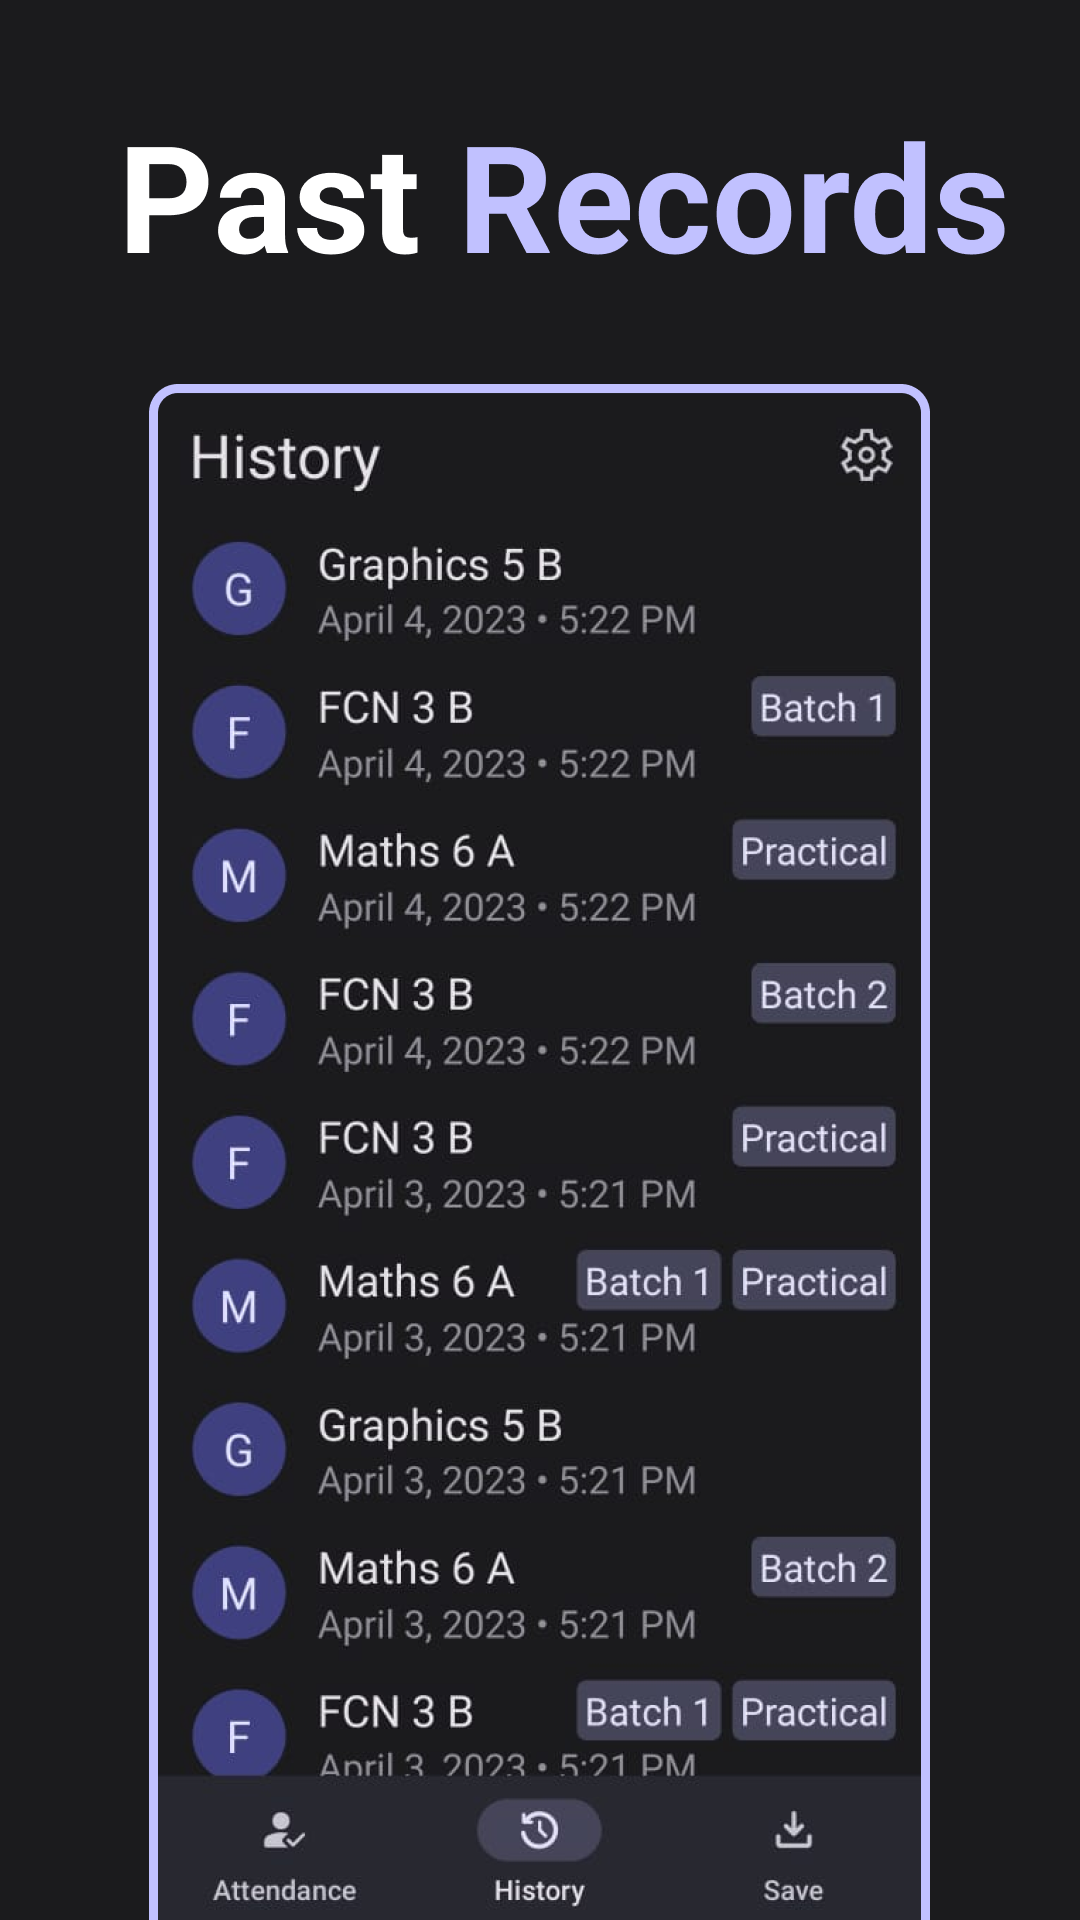 Past Records
History
G
Graphics 5 B
April 4, 2023 • 5:22 PM
F
FCN 3 B
Batch 1
April 4, 2023 • 5:22 PM
M
Maths 6 A
Practical
April 4, 2023 • 5:22 PM
F
FCN 3 B
Batch 2
April 4, 2023 • 5:22 PM
F
FCN 3 B
Practical
April 3, 2023 • 5:21 PM
M
Maths 6 A
Batch 1
Practical
April 3, 2023 • 5:21 PM
G
Graphics 5 B
April 3, 2023 • 5:21 PM
M
Maths 6 A
Batch 2
April 3, 2023 • 5:21 PM
F
FCN 3 B
Batch 1
Practical
April 3, 2023 • 5:21 PM
Attendance
History
Save